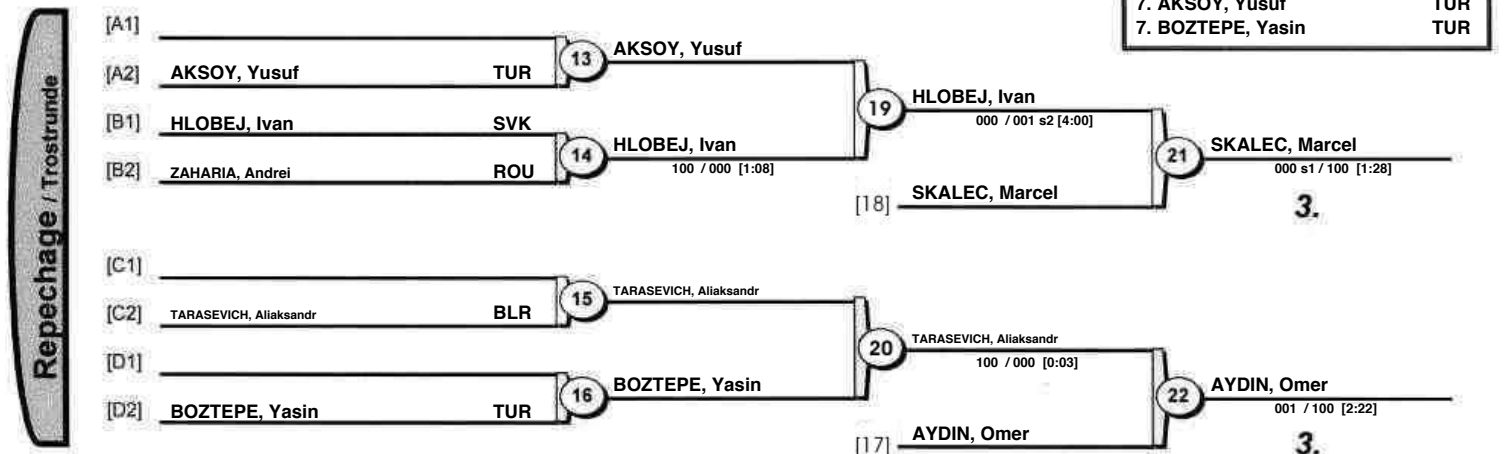 7. AKSOY, Yusuf TUR
7. BOZTEPE, Yasin TUR
Repechage / Trostrunde
[A1]
[A2] AKSOY, Yusuf TUR
13
AKSOY, Yusuf
[B1] HLOBEJ, Ivan SVK
[B2] ZAHARIA, Andrei ROU
14
HLOBEJ, Ivan
100 / 000 [1:08]
19
HLOBEJ, Ivan
000 / 001 s2 [4:00]
[18] SKALEC, Marcel
21
SKALEC, Marcel
000 s1 / 100 [1:28]
3.
[C1]
[C2] TARASEVICH, Aliaksandr BLR
15
TARASEVICH, Aliaksandr
[D1]
[D2] BOZTEPE, Yasin TUR
16
BOZTEPE, Yasin
20
TARASEVICH, Aliaksandr
100 / 000 [0:03]
[17] AYDIN, Omer
22
AYDIN, Omer
001 / 100 [2:22]
3.